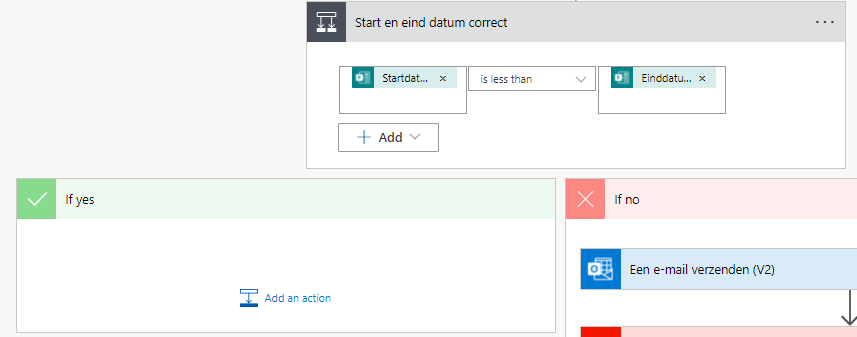 Start en eind datum correct
Startdat... × is less than Einddatu... ×
Add
If yes
If no
Een e-mail verzenden (V2)
Add an action